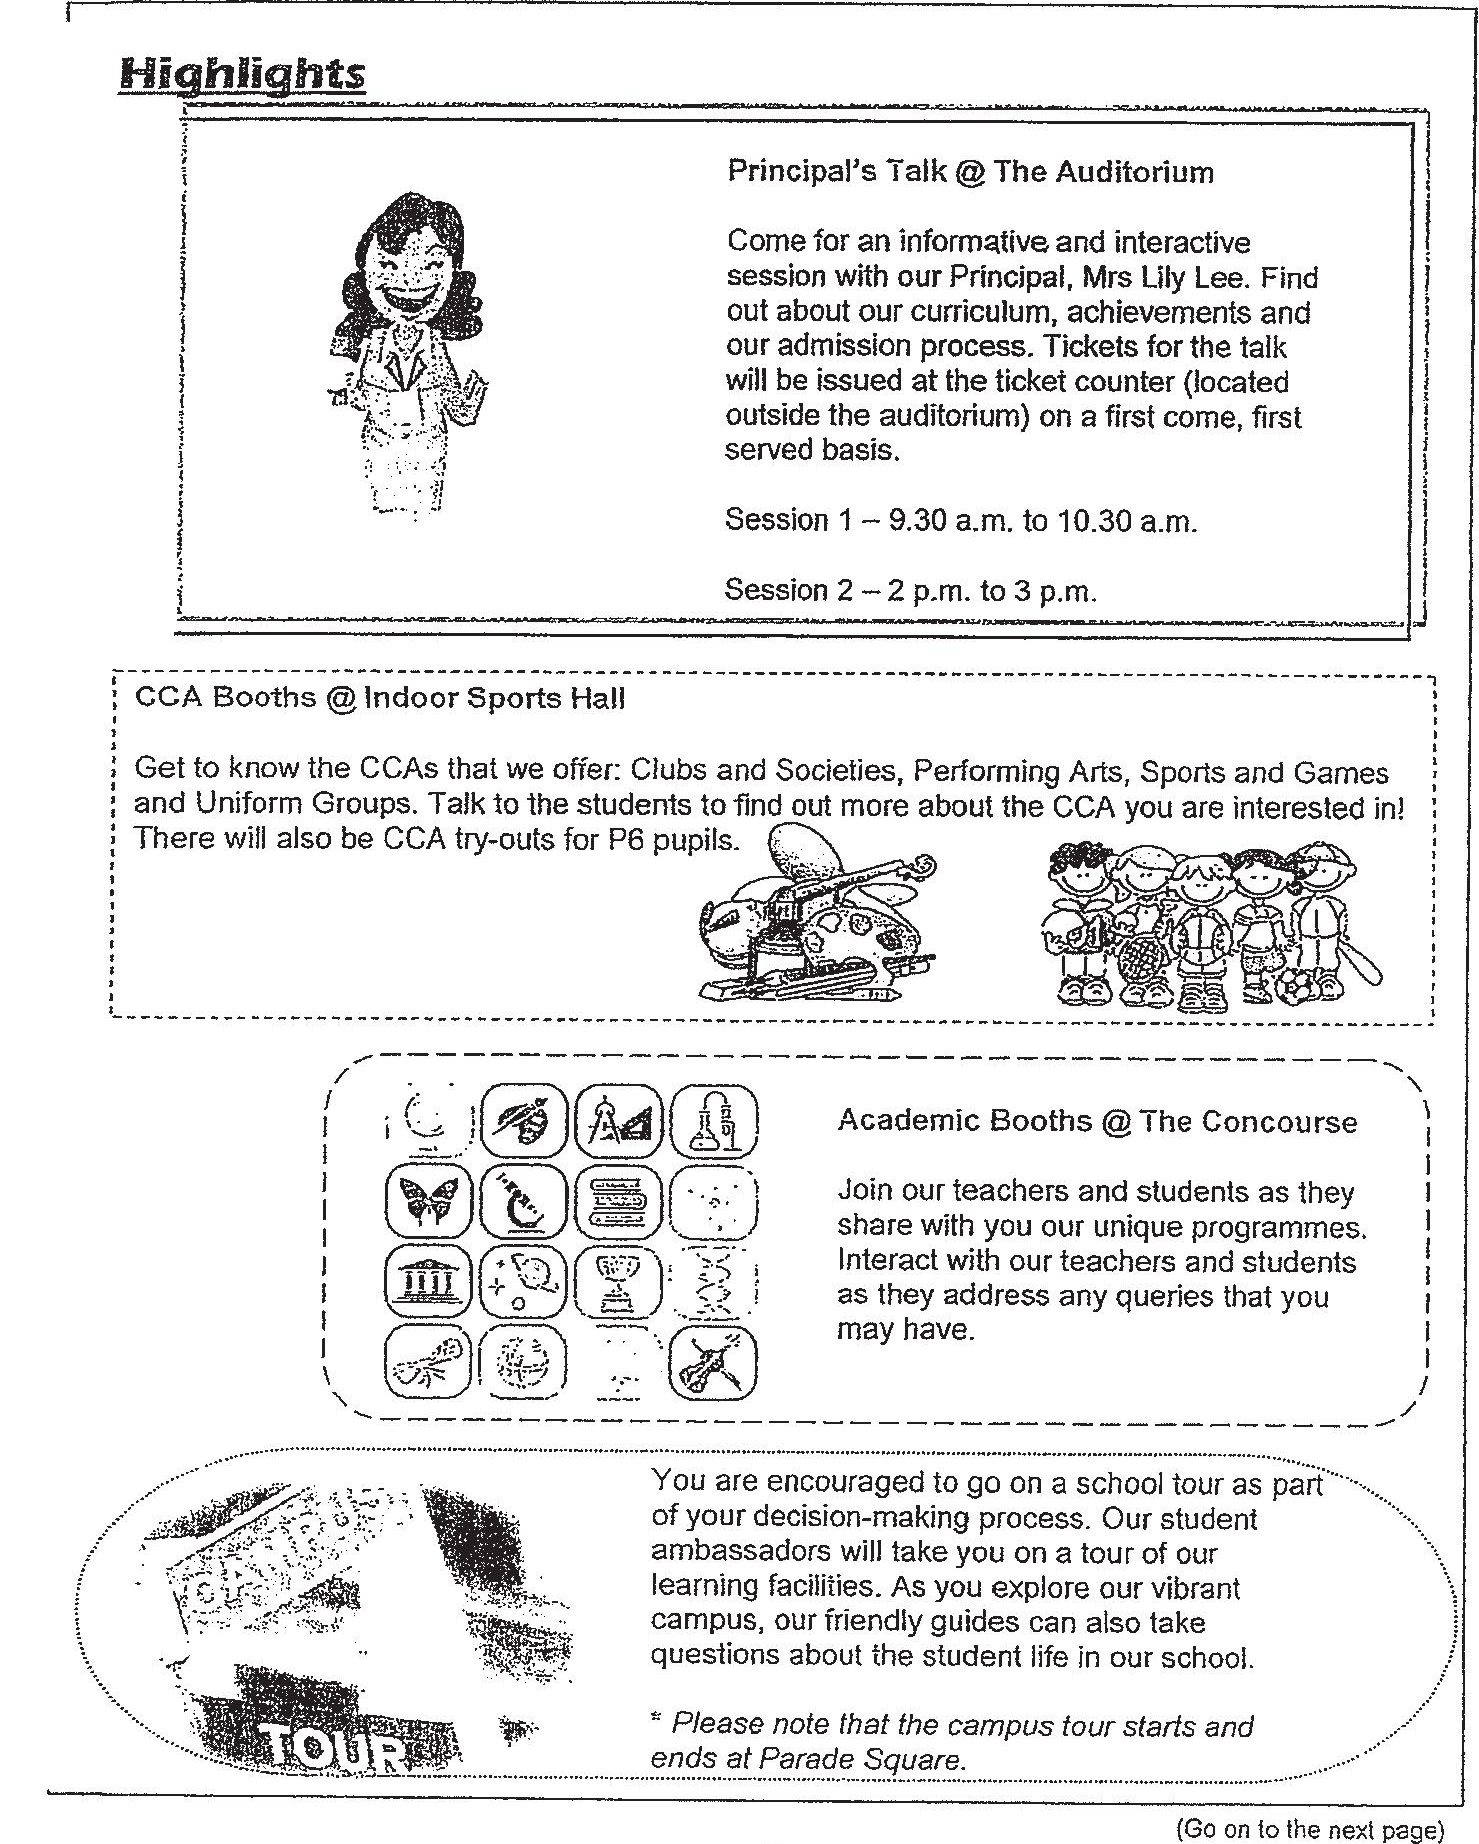 Highlights
Principal's Talk @ The Auditorium
Come for an informative and interactive
session with our Principal, Mrs Lily Lee. Find
out about our curriculum, achievements and
our admission process. Tickets for the talk
will be issued at the ticket counter (located
outside the auditorium) on a first come, first
served basis.
Session 1 – 9.30 a.m. to 10.30 a.m.
Session 2 – 2 p.m. to 3 p.m.
CCA Booths @ Indoor Sports Hall
Get to know the CCAs that we offer: Clubs and Societies, Performing Arts, Sports and Games
and Uniform Groups. Talk to the students to find out more about the CCA you are interested in!
There will also be CCA try-outs for P6 pupils.
Academic Booths @ The Concourse
Join our teachers and students as they
share with you our unique programmes.
Interact with our teachers and students
as they address any queries that you
may have.
You are encouraged to go on a school tour as part
of your decision-making process. Our student
ambassadors will take you on a tour of our
learning facilities. As you explore our vibrant
campus, our friendly guides can also take
questions about the student life in our school.
* Please note that the campus tour starts and
ends at Parade Square.
CAMPUS
TOUR
(Go on to the next page)